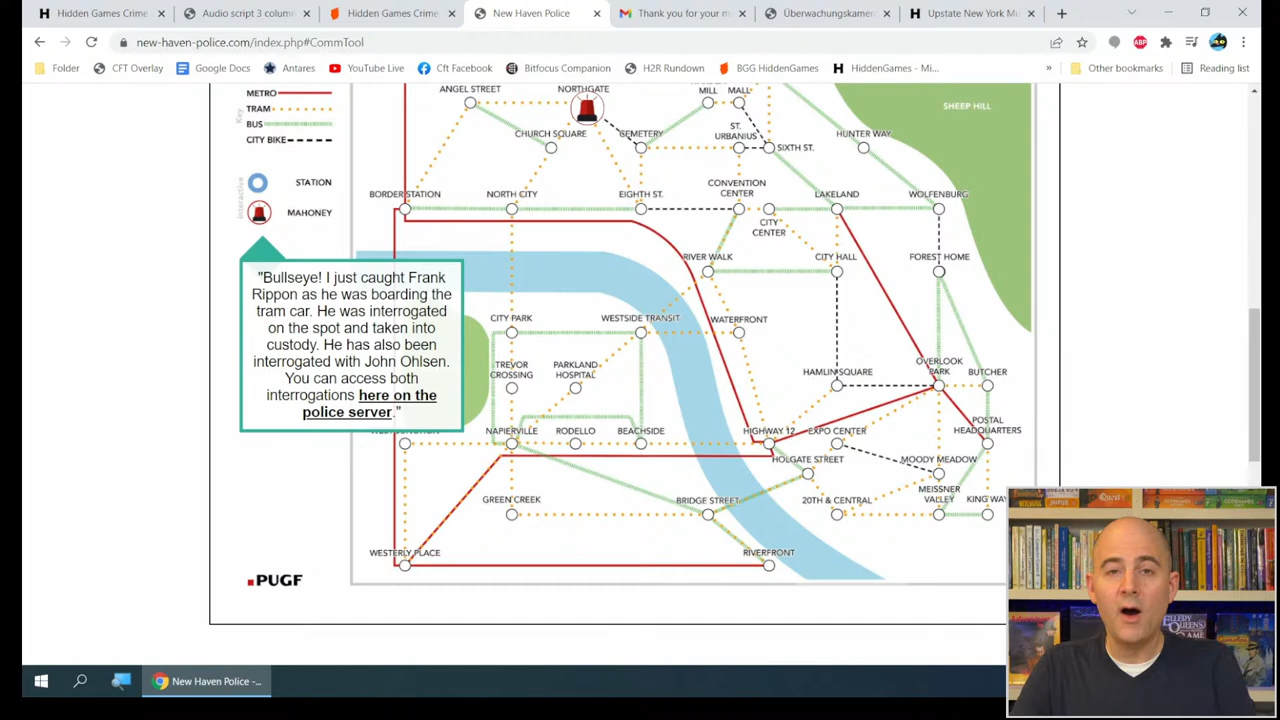 Hidden Games Crime
Audio script 3 column
Hidden Games Crime
New Haven Police
Thank you for your m
Überwachungskamer
Upstate New York Mu
new-haven-police.com/index.php#CommTool
ABP
Folder
CFT Overlay
Google Docs
Antares
YouTube Live
Cft Facebook
Bitfocus Companion
H2R Rundown
BGG HiddenGames
HiddenGames - Mi...
Other bookmarks
Reading list
Key
METRO
TRAM
BUS
CITY BIKE
Interactive
STATION
MAHONEY
"Bullseye! I just caught Frank
Rippon as he was boarding the
tram car. He was interrogated
on the spot and taken into
custody. He has also been
interrogated with John Ohlsen.
You can access both
interrogations here on the
police server."
ANGEL STREET
NORTHGATE
MILL
MALL
SHEEP HILL
CHURCH SQUARE
CEMETERY
ST.
URBANIUS
SIXTH ST.
HUNTER WAY
BORDER STATION
NORTH CITY
EIGHTH ST.
CONVENTION
CENTER
LAKELAND
WOLFENBURG
CITY
CENTER
RIVER WALK
CITY HALL
FOREST HOME
CITY PARK
WESTSIDE TRANSIT
WATERFRONT
TREVOR
CROSSING
PARKLAND
HOSPITAL
HAMLIN SQUARE
OVERLOOK
PARK
BUTCHER
NAPIERVILLE
RODELLO
BEACHSIDE
HIGHWAY 12
EXPO CENTER
POSTAL
HEADQUARTERS
HOLGATE STREET
MOODY MEADOW
GREEN CREEK
BRIDGE STREET
20TH & CENTRAL
MEISSNER
VALLEY
KING WAY
WESTERLY PLACE
RIVERFRONT
PUGF
New Haven Police -...
ELLERY
QUEEN'S